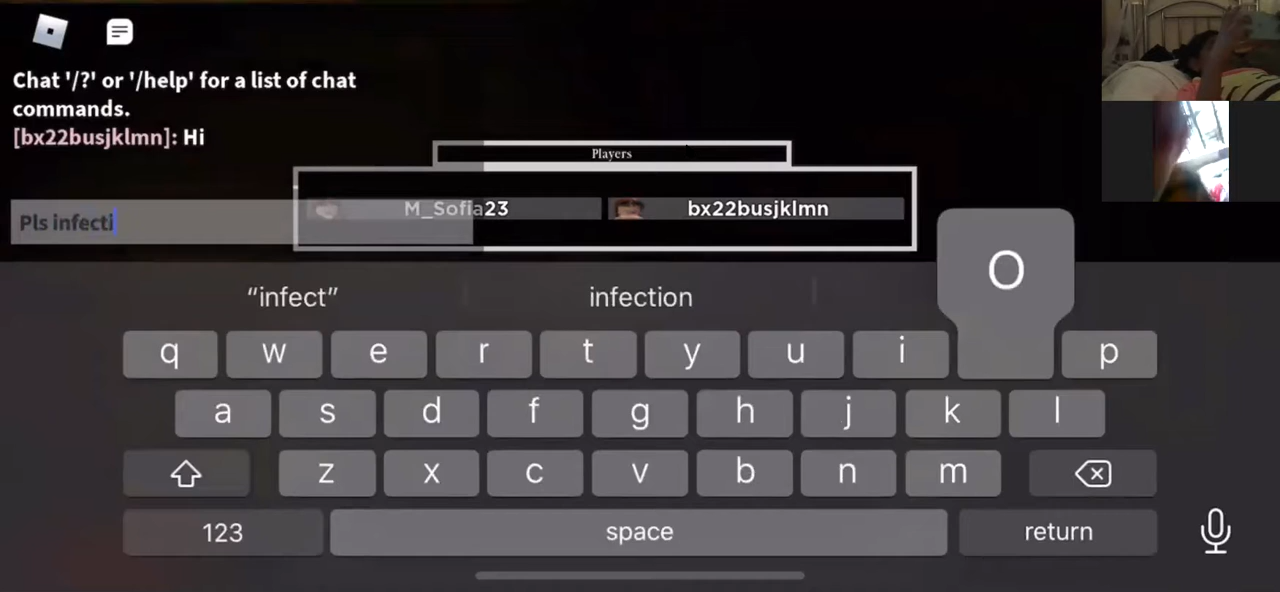 Chat '/?' or '/help' for a list of chat
commands.
[bx22busjklmn]: Hi
Players
M_Sofia23
bx22busjklmn
Pls infecti
“infect”
infection
O
q w e r t y u i p
a s d f g h j k l
z x c v b n m
123 space return